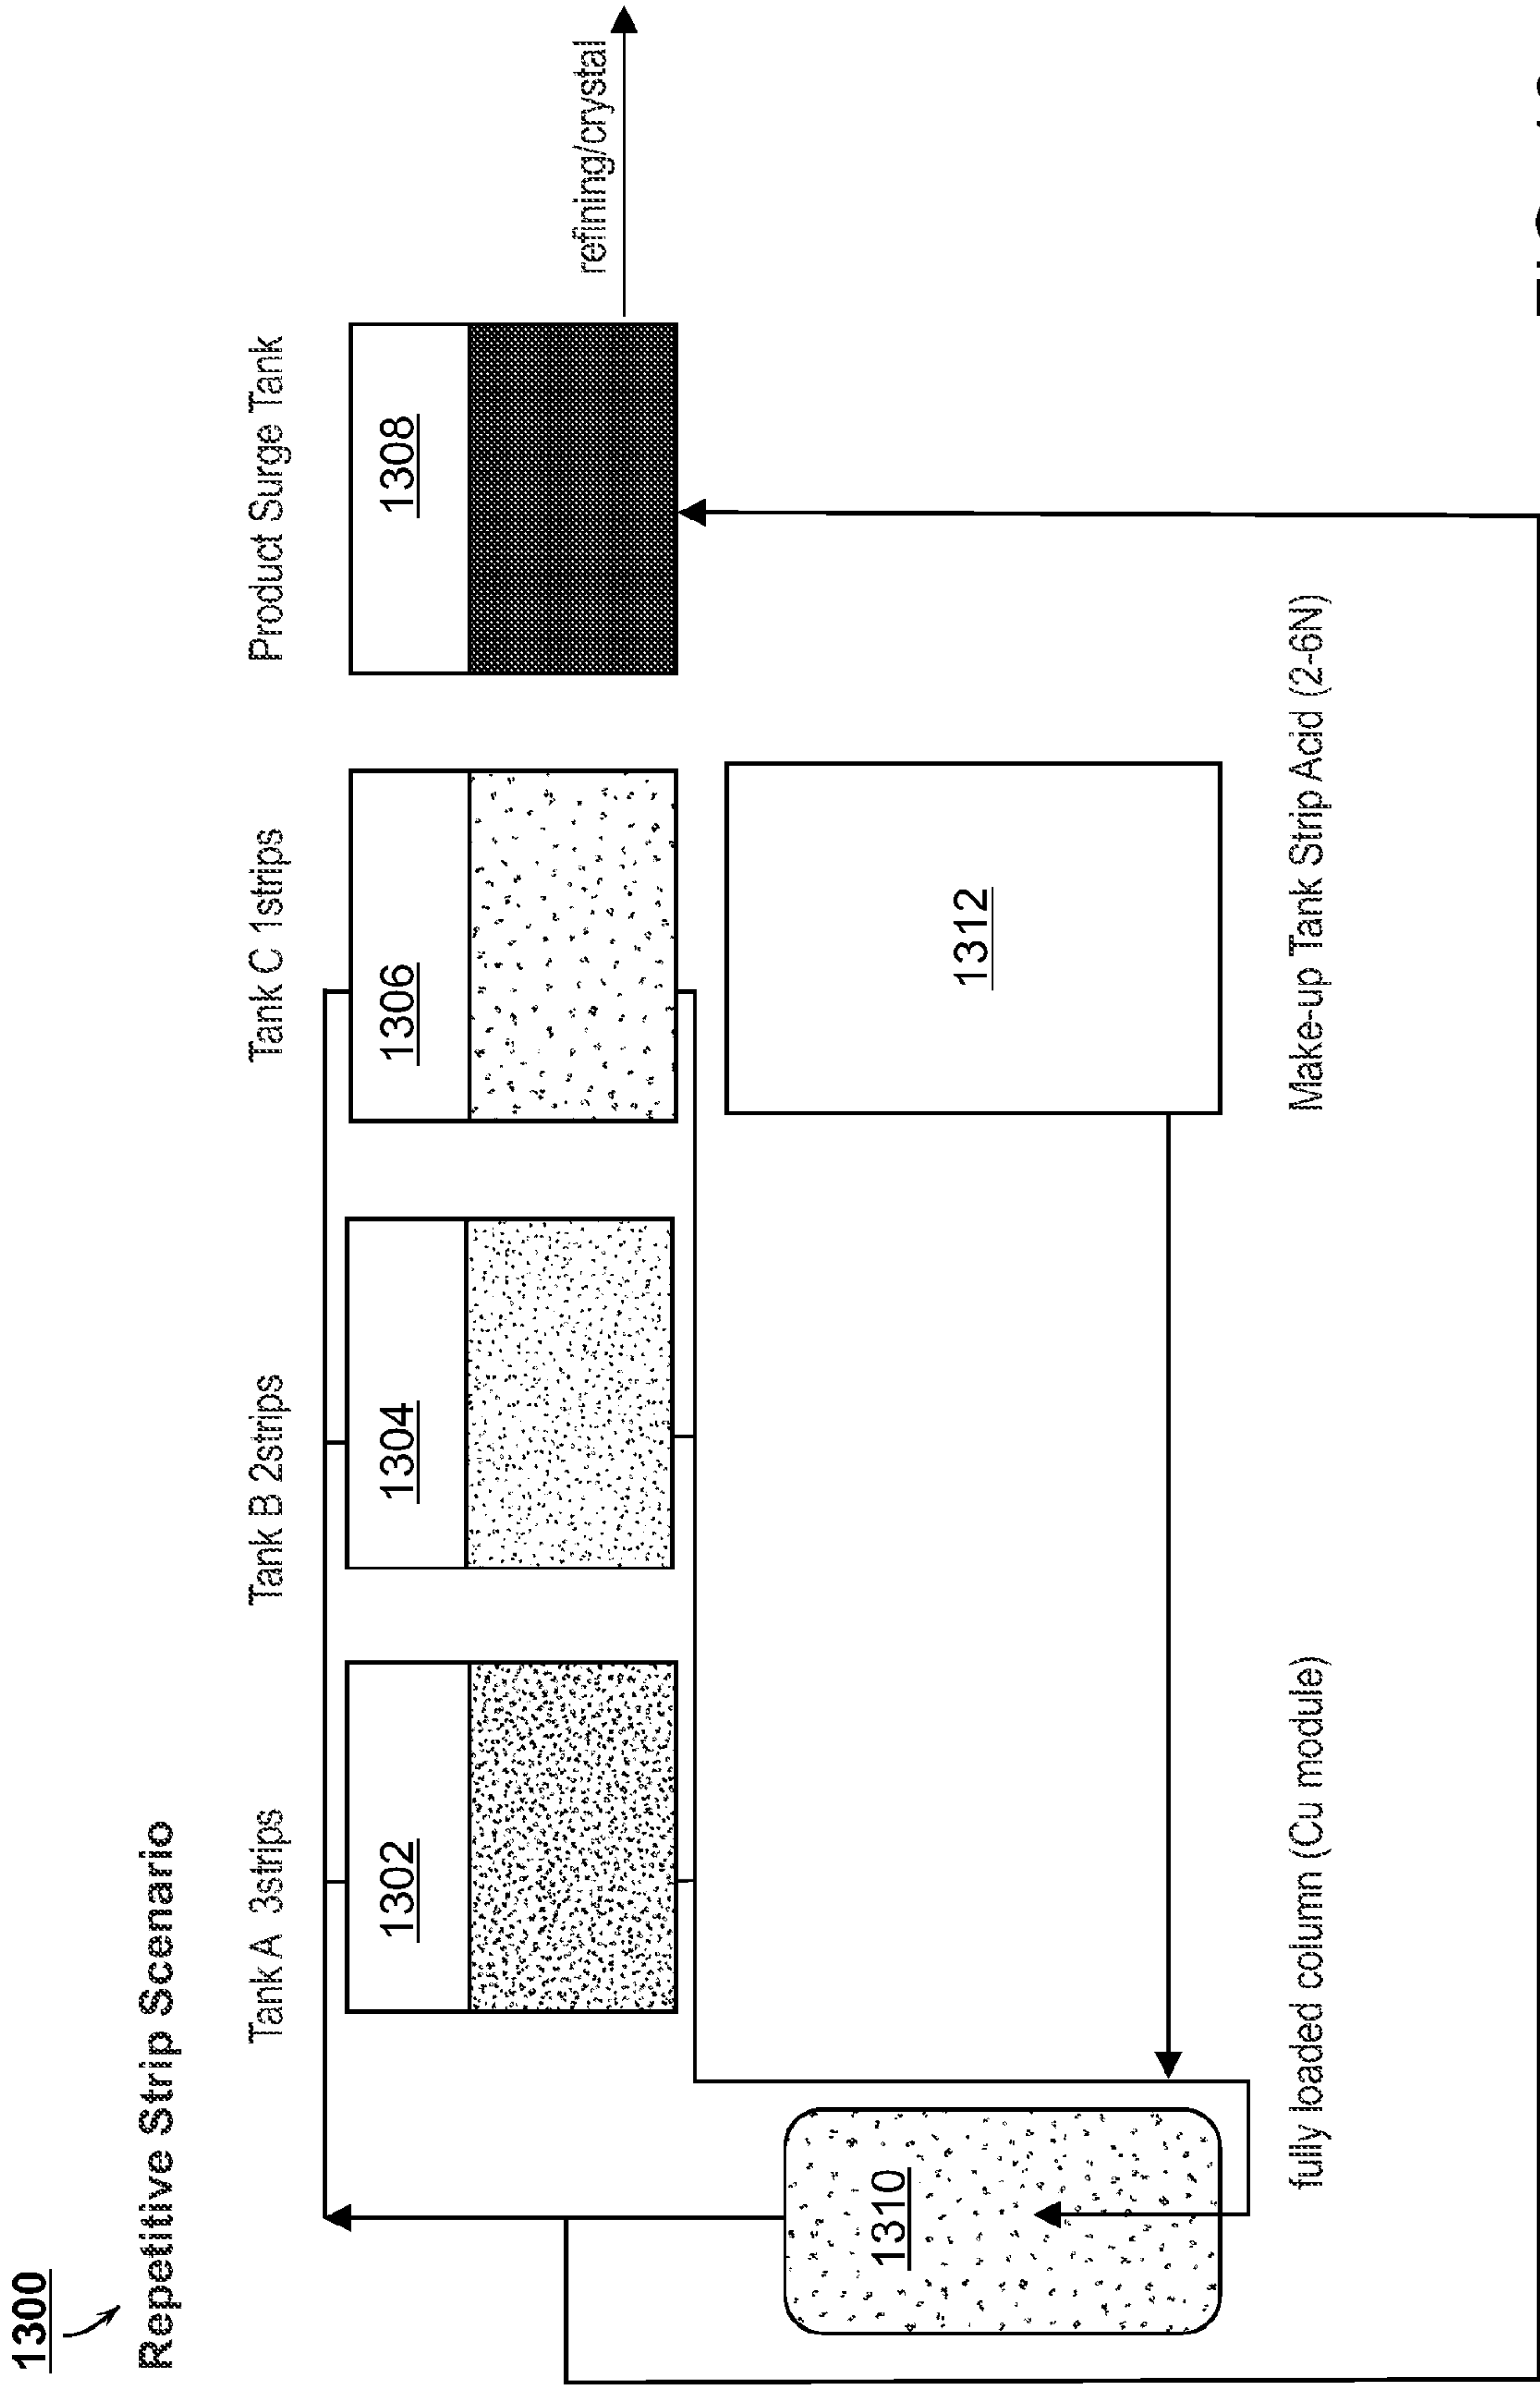 1300
Repetitive Strip Scenario
Tank A 3strips
Tank B 2strips
Tank C 1strips
Product Surge Tank
1302
1304
1306
1308
refining/crystal
1310
1312
fully loaded column (Cu module)
Make-up Tank Strip Acid (2-6N)